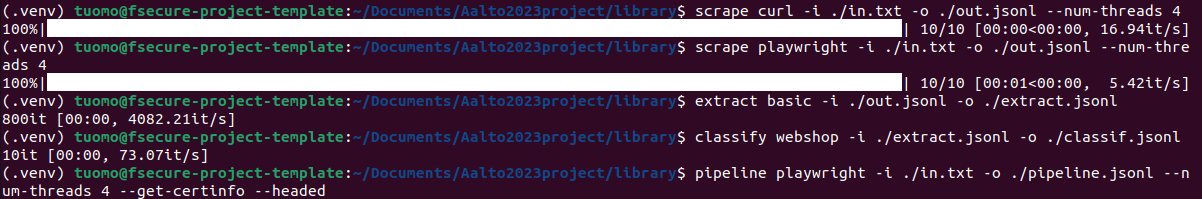 (.venv) tuomo@fsecure-project-template:~/Documents/Aalto2023project/library$ scrape curl -i ./in.txt -o ./out.jsonl --num-threads 4
100%|██████████| 10/10 [00:00<00:00, 16.94it/s]
(.venv) tuomo@fsecure-project-template:~/Documents/Aalto2023project/library$ scrape playwright -i ./in.txt -o ./out.jsonl --num-thre
ads 4
100%|██████████| 10/10 [00:01<00:00,  5.42it/s]
(.venv) tuomo@fsecure-project-template:~/Documents/Aalto2023project/library$ extract basic -i ./out.jsonl -o ./extract.jsonl
800it [00:00, 4082.21it/s]
(.venv) tuomo@fsecure-project-template:~/Documents/Aalto2023project/library$ classify webshop -i ./extract.jsonl -o ./classif.jsonl
10it [00:00, 73.07it/s]
(.venv) tuomo@fsecure-project-template:~/Documents/Aalto2023project/library$ pipeline playwright -i ./in.txt -o ./pipeline.jsonl --n
um-threads 4 --get-certinfo --headed